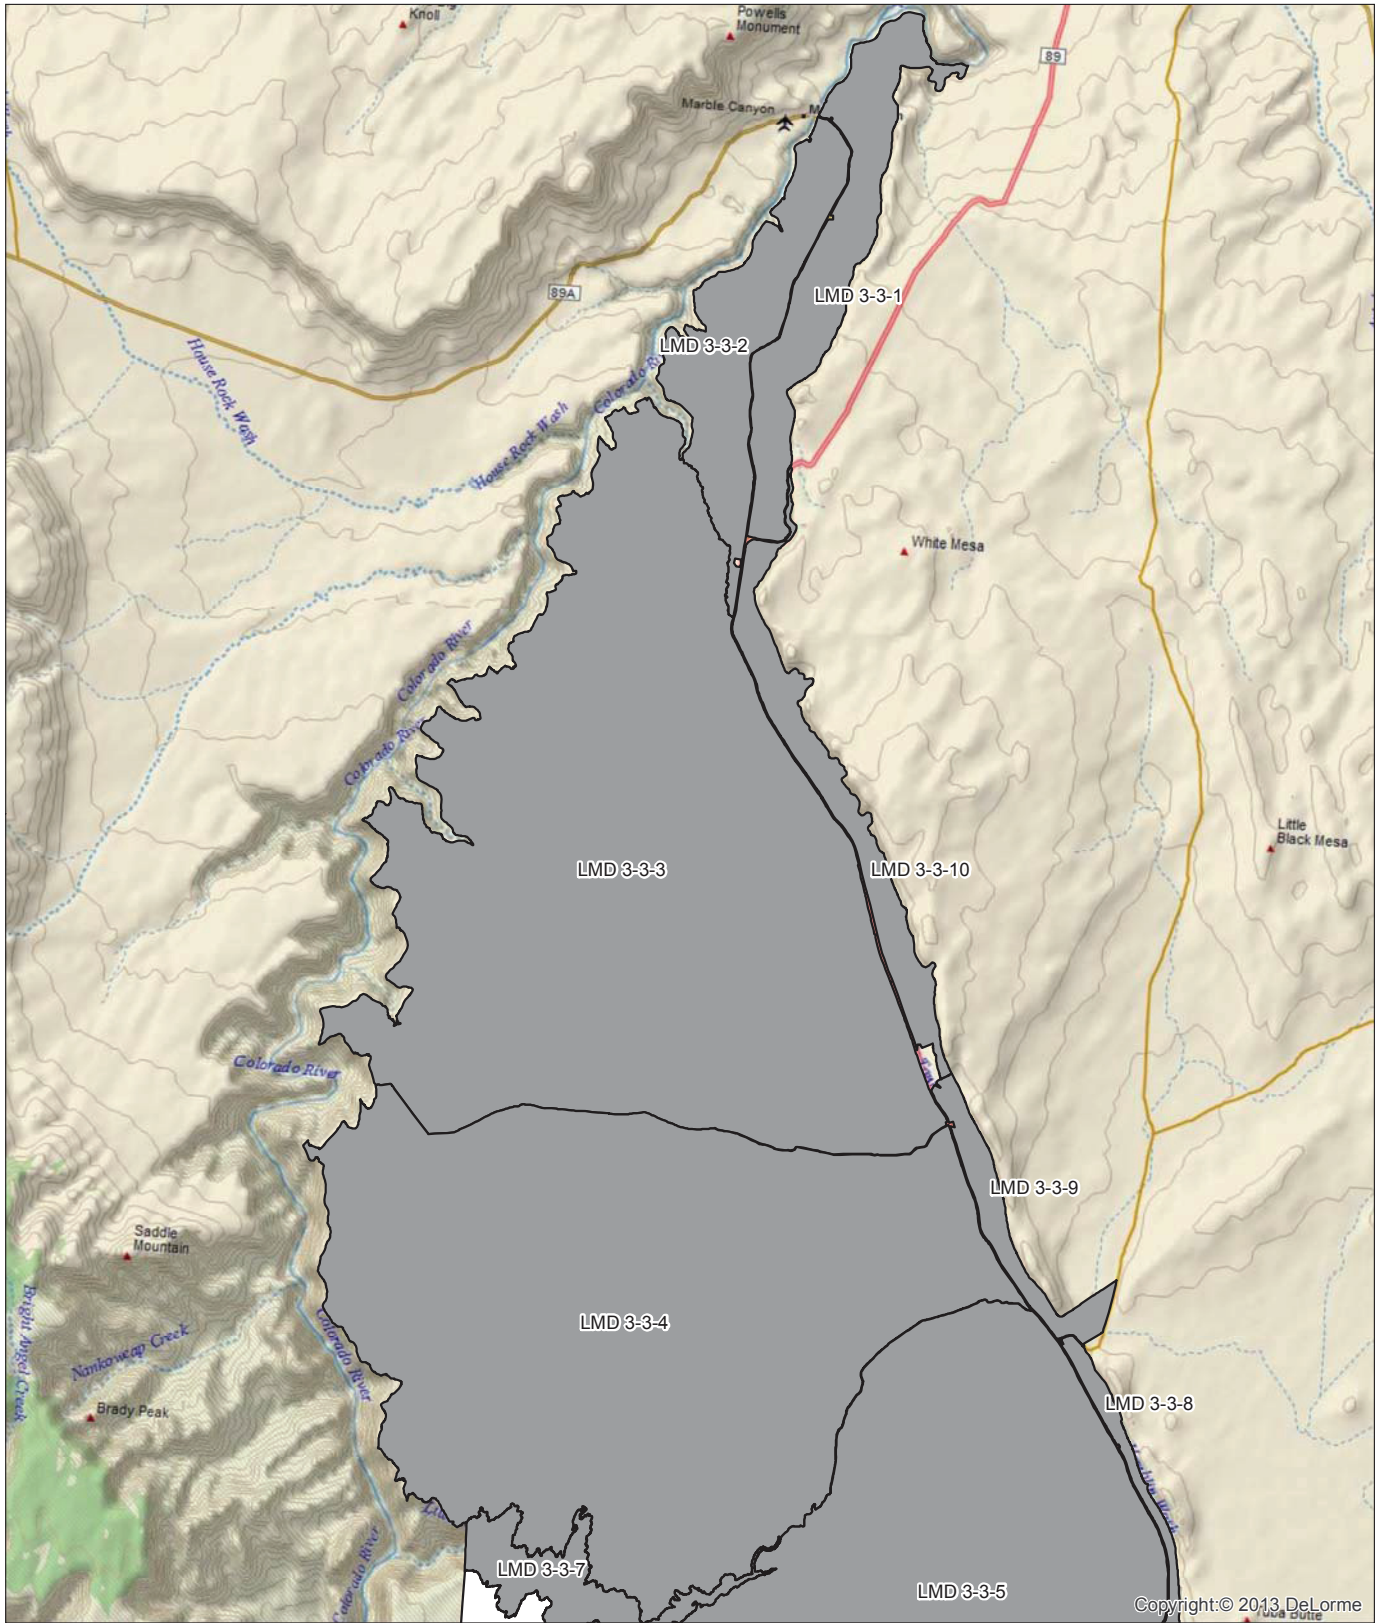 Knoll
Powells
Monument
89
Marble Canyon
M
89A
LMD 3-3-1
LMD 3-3-2
House Rock Wash
Colorado
House Rock Wash
White Mesa
Colorado River
Colorado River
Little
Black Mesa
LMD 3-3-3
LMD 3-3-10
Colorado River
LMD 3-3-9
Saddle
Mountain
Bright Angel Creek
Nankoweap Creek
Colorado River
LMD 3-3-4
Brady Peak
LMD 3-3-8
Wash
Colorado River
LMD 3-3-7
LMD 3-3-5
Copyright:© 2013 DeLorme
Tuba Butte